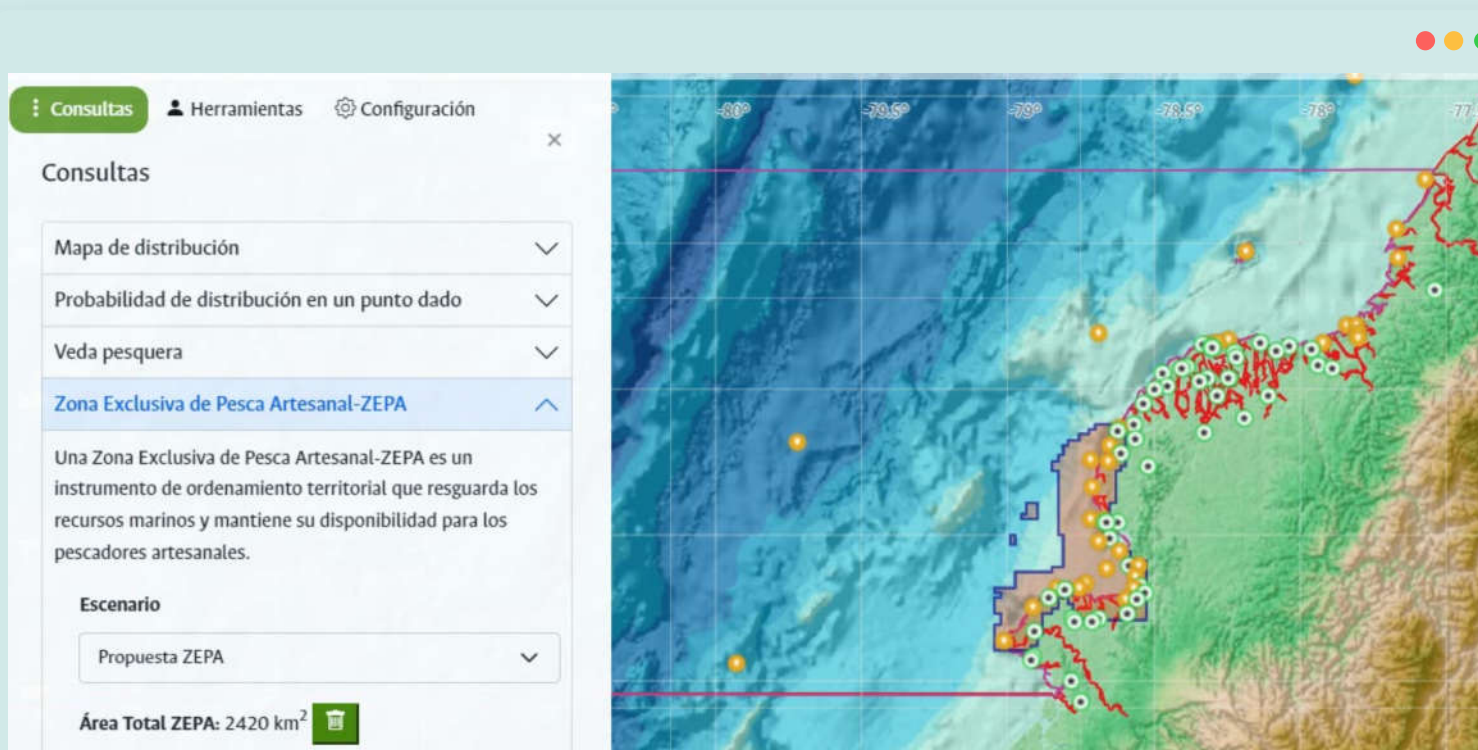 Consultas
Herramientas
Configuración
Consultas
Mapa de distribución
Probabilidad de distribución en un punto dado
Veda pesquera
Zona Exclusiva de Pesca Artesanal-ZEPA
Una Zona Exclusiva de Pesca Artesanal-ZEPA es un
instrumento de ordenamiento territorial que resguarda los
recursos marinos y mantiene su disponibilidad para los
pescadores artesanales.
Escenario
Propuesta ZEPA
Área Total ZEPA: 2420 km²
-80°
-79,5°
-79°
-78,5°
-78°